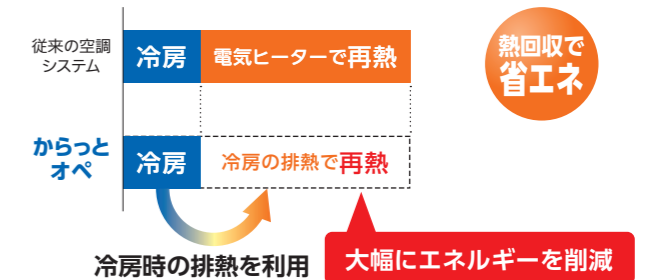 従来の空調
システム
冷房
電気ヒーターで再熱
熱回収で
省エネ
からっと
オペ
冷房
冷房の排熱で再熱
冷房時の排熱を利用
大幅にエネルギーを削減